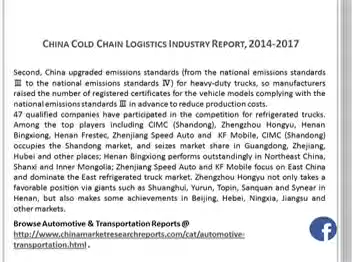 CHINA COLD CHAIN LOGISTICS INDUSTRY REPORT, 2014-2017
Second, China upgraded emissions standards (from the national emissions standards
Ⅲ to the national emissions standards Ⅳ) for heavy-duty trucks, so manufacturers
raised the number of registered certificates for the vehicle models complying with the
national emissions standards Ⅲ in advance to reduce production costs.
47 qualified companies have participated in the competition for refrigerated trucks.
Among the top players including CIMC (Shandong), Zhengzhou Hongyu, Henan
Bingxiong, Henan Frestec, Zhenjiang Speed Auto and KF Mobile, CIMC (Shandong)
occupies the Shandong market, and seizes market share in Guangdong, Zhejiang,
Hubei and other places; Henan Bingxiong performs outstandingly in Northeast China,
Shanxi and Inner Mongolia; Zhenjiang Speed Auto and KF Mobile focus on East China
and dominate the East refrigerated truck market. Zhengzhou Hongyu not only takes a
favorable position via giants such as Shuanghui, Yurun, Topin, Sanquan and Synear in
Henan, but also makes some achievements in Beijing, Hebei, Ningxia, Jiangsu and
other markets.
Browse Automotive & Transportation Reports @
http://www.chinamarketresearchreports.com/cat/automotive-
transportation.html .
f